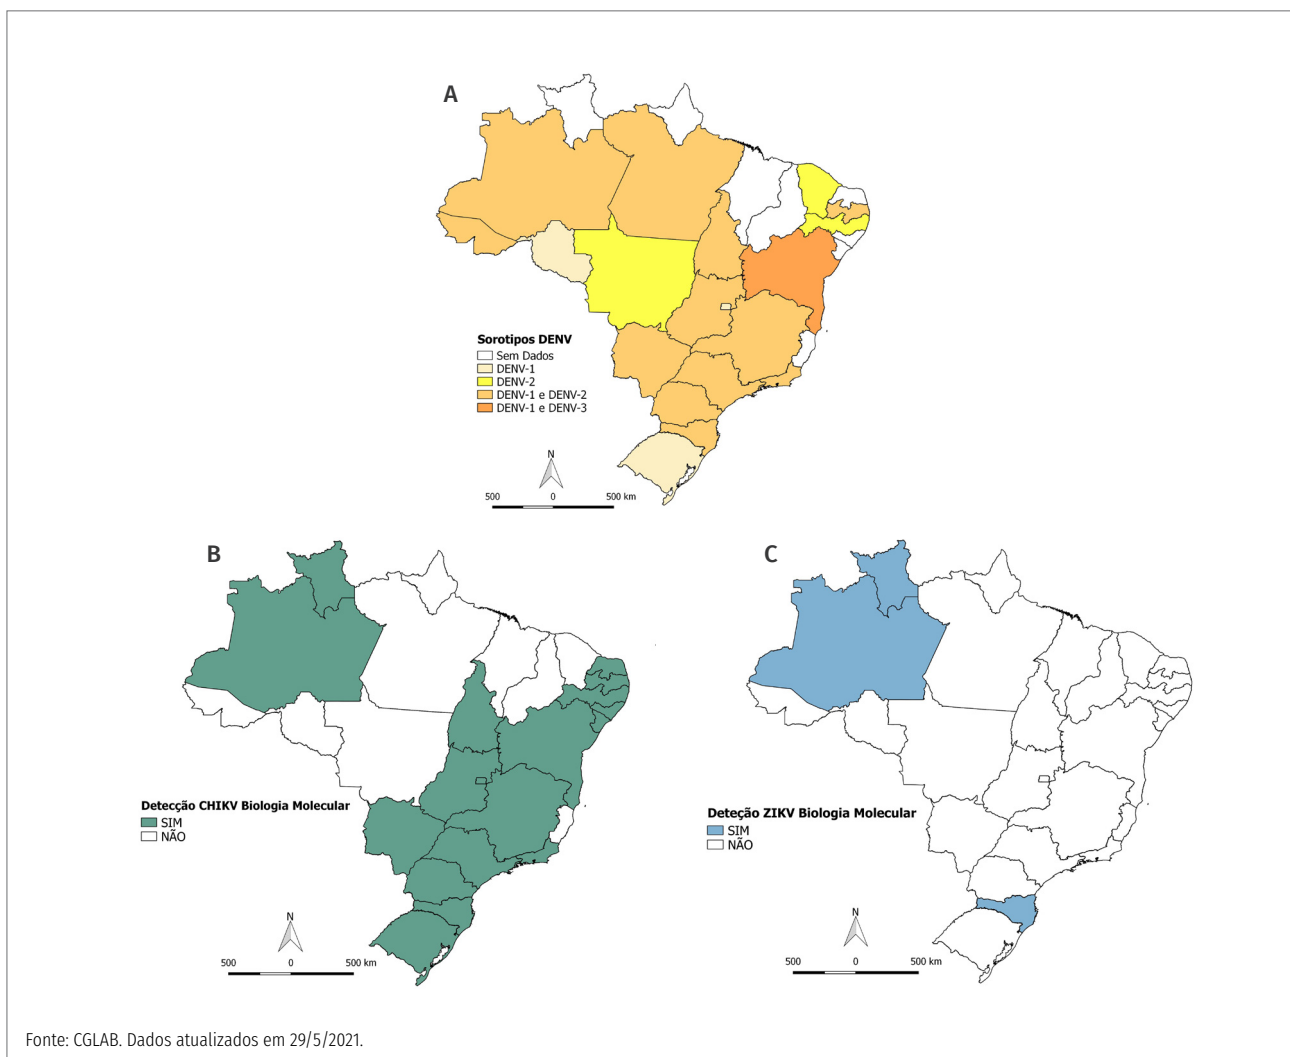 A
Sorotipos DENV
Sem Dados
DENV-1
DENV-2
DENV-1 e DENV-2
DENV-1 e DENV-3
N
500 0 500 km
B
Detecção CHIKV Biologia Molecular
SIM
NÃO
N
500 0 500 km
C
Deteção ZIKV Biologia Molecular
SIM
NÃO
N
500 0 500 km
Fonte: CGLAB. Dados atualizados em 29/5/2021.